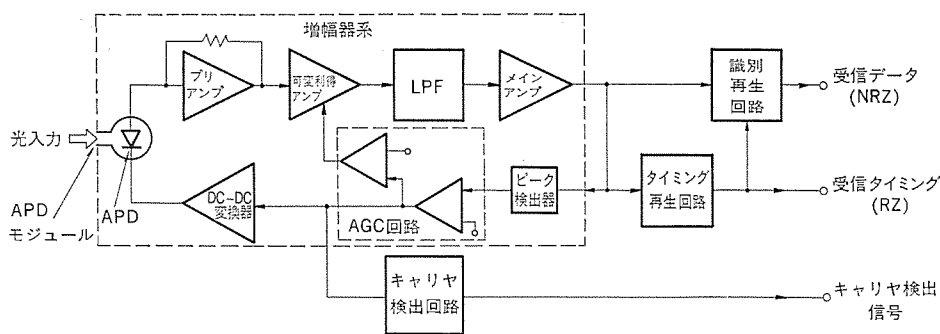 増幅器系
プリ
アンプ
可変利得
アンプ
LPF
メイン
アンプ
識別
再生
回路
受信データ
(NRZ)
光入力
APD
モジュール
APD
DC-DC
変換器
AGC回路
ピーク
検出器
タイミング
再生回路
受信タイミング
(RZ)
キャリヤ
検出回路
キャリヤ検出
信号